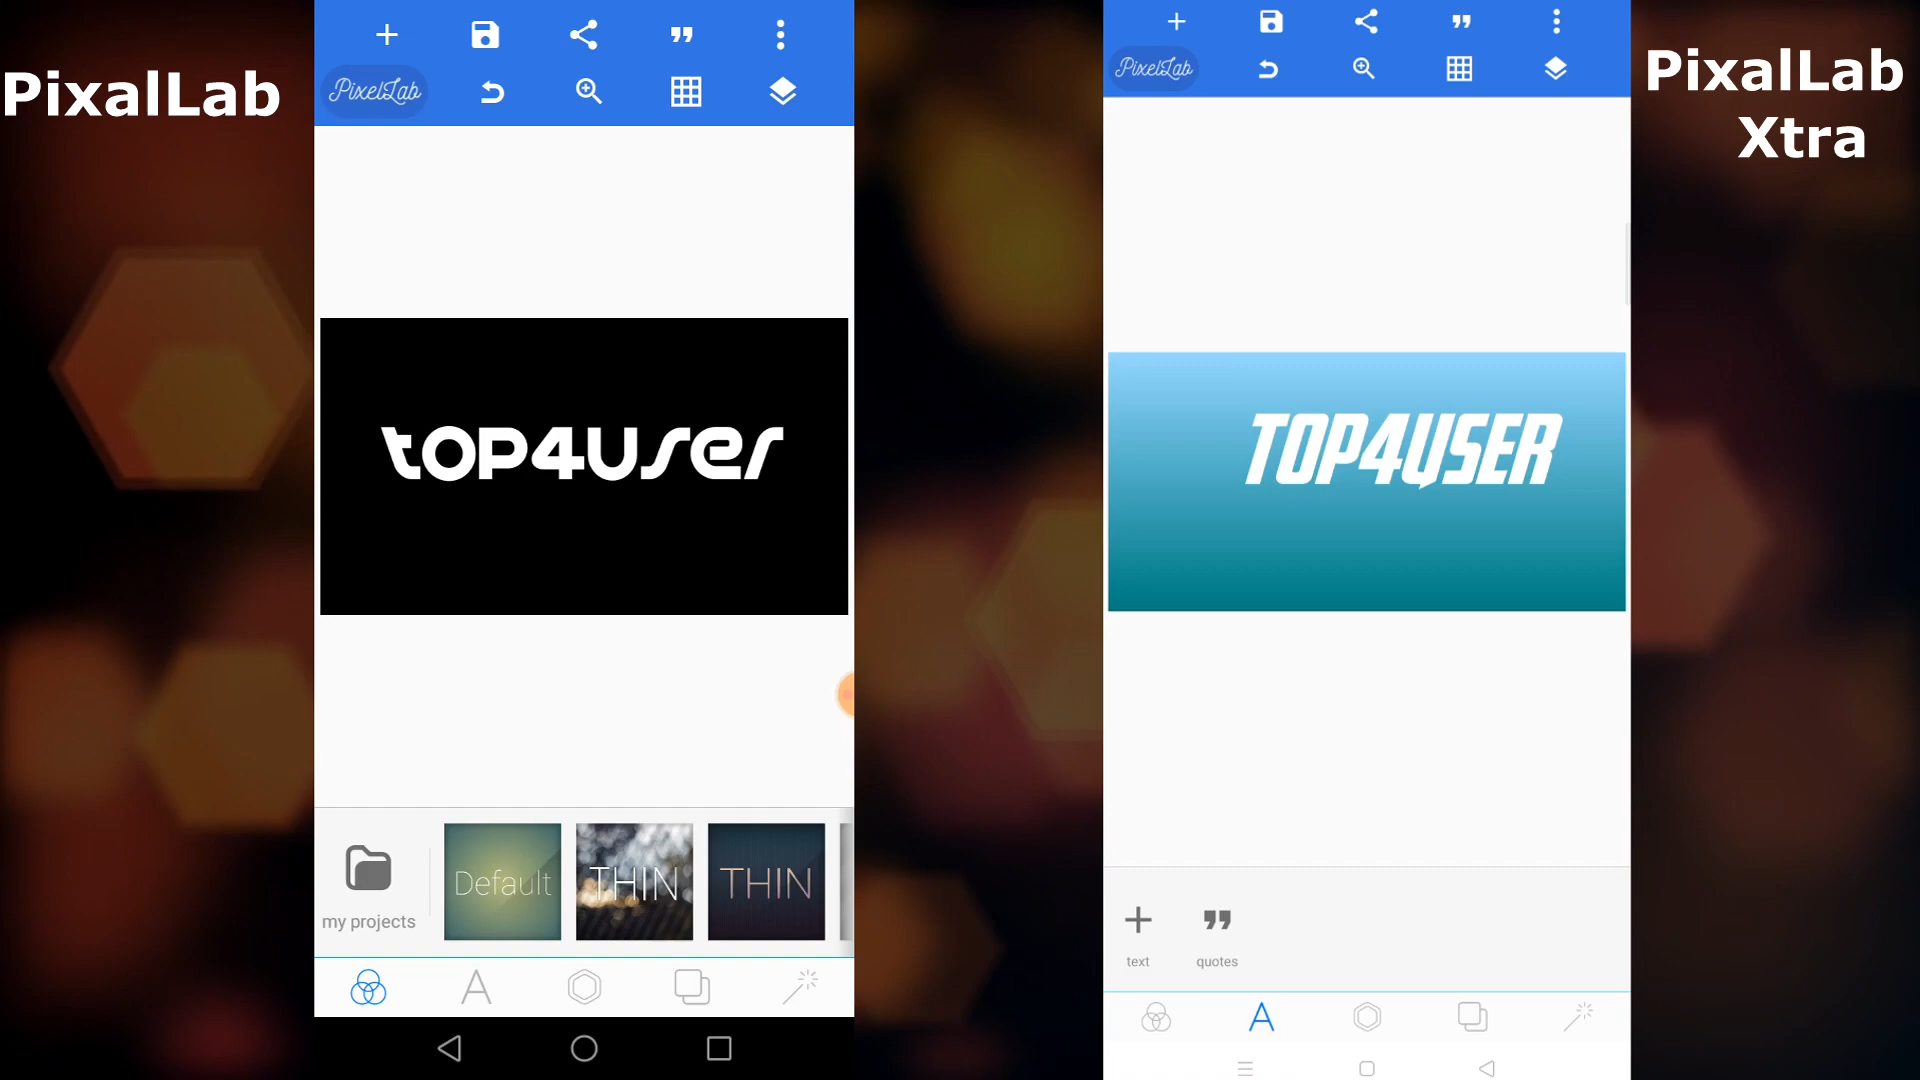 PixalLab
PixelLab
tOP4User
my projects
Default
THIN
THIN
PixalLab
Xtra
PixelLab
TOP4USER
text
quotes